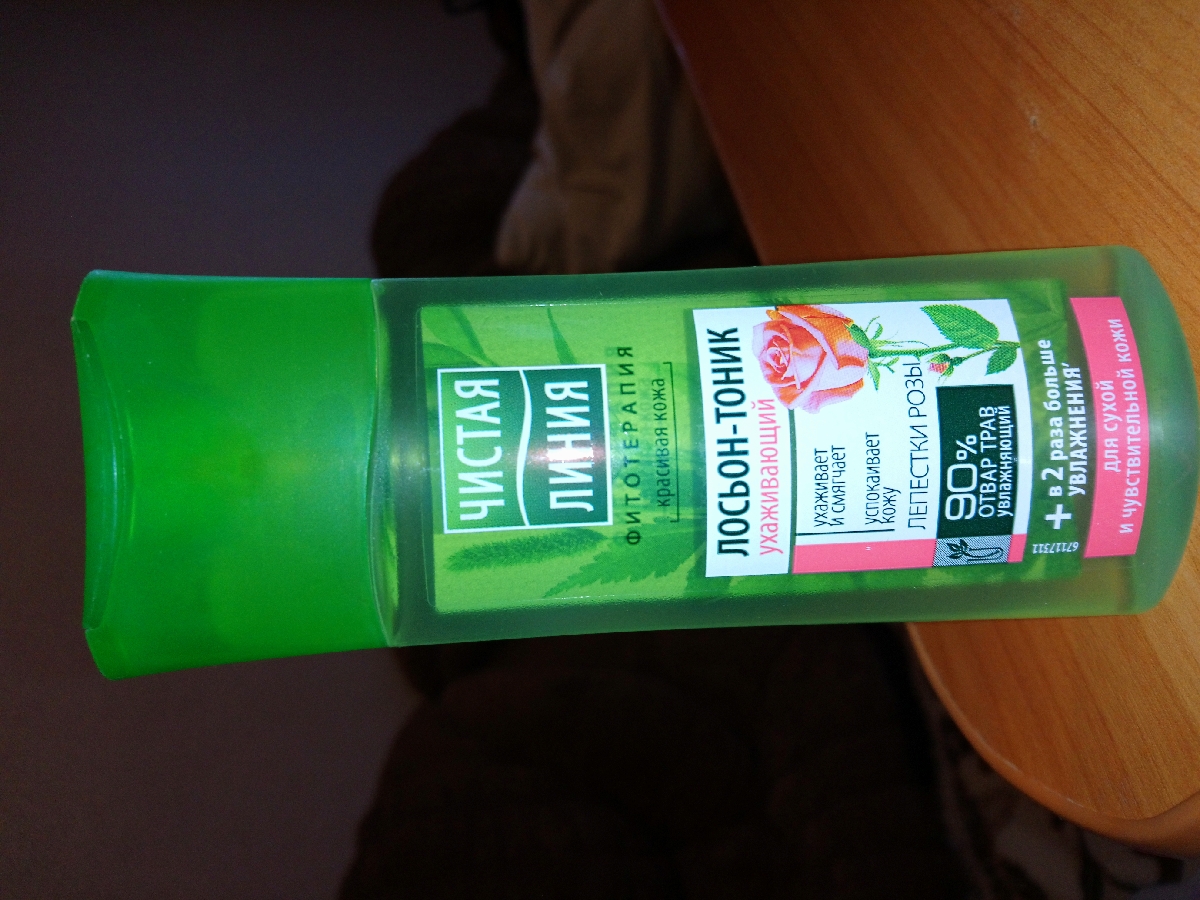 ЧИСТАЯ
ЛИНИЯ
ФИТОТЕРАПИЯ
красивая кожа
ЛОСЬОН-ТОНИК
ухаживающий
ухаживает
и смягчает
успокаивает
кожу
ЛЕПЕСТКИ РОЗЫ
90%
ОТВАР ТРАВ
увлажняющий
+ в 2 раза больше
УВЛАЖНЕНИЯ*
67117311
для сухой
и чувствительной кожи